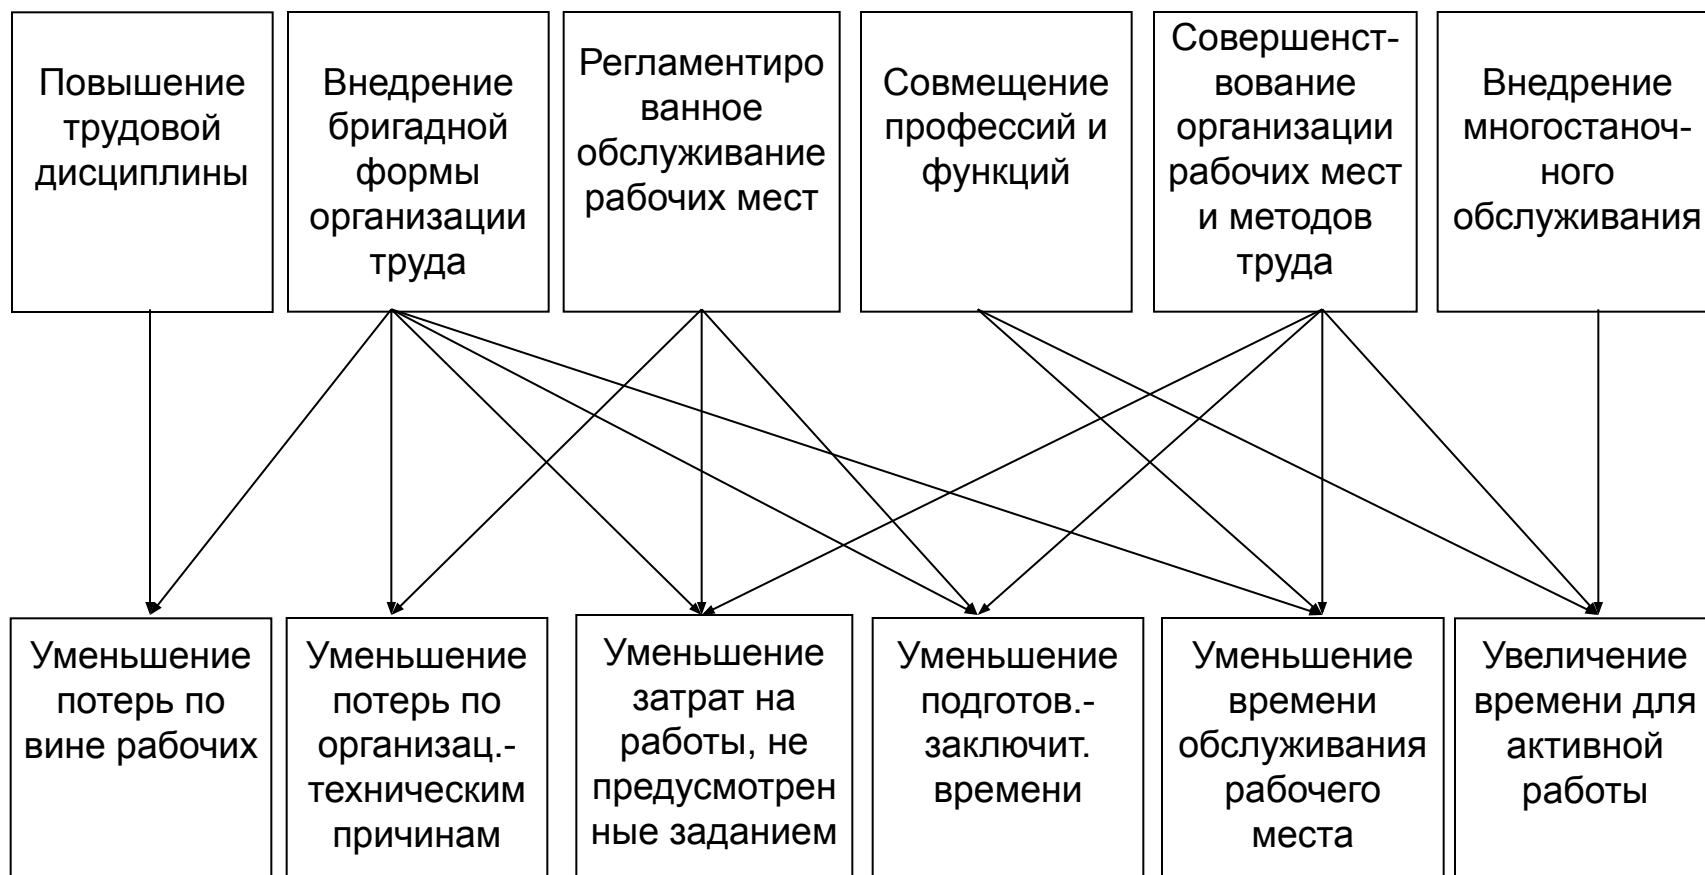 Повышение
трудовой
дисциплины
Внедрение
бригадной
формы
организации
труда
Регламентиро
ванное
обслуживание
рабочих мест
Совмещение
профессий и
функций
Совершенст-
вование
организации
рабочих мест
и методов
труда
Внедрение
многостаноч-
ного
обслуживания
Уменьшение
потерь по
вине рабочих
Уменьшение
потерь по
организац.-
техническим
причинам
Уменьшение
затрат на
работы, не
предусмотрен
ные заданием
Уменьшение
подготов.-
заключит.
времени
Уменьшение
времени
обслуживания
рабочего
места
Увеличение
времени для
активной
работы